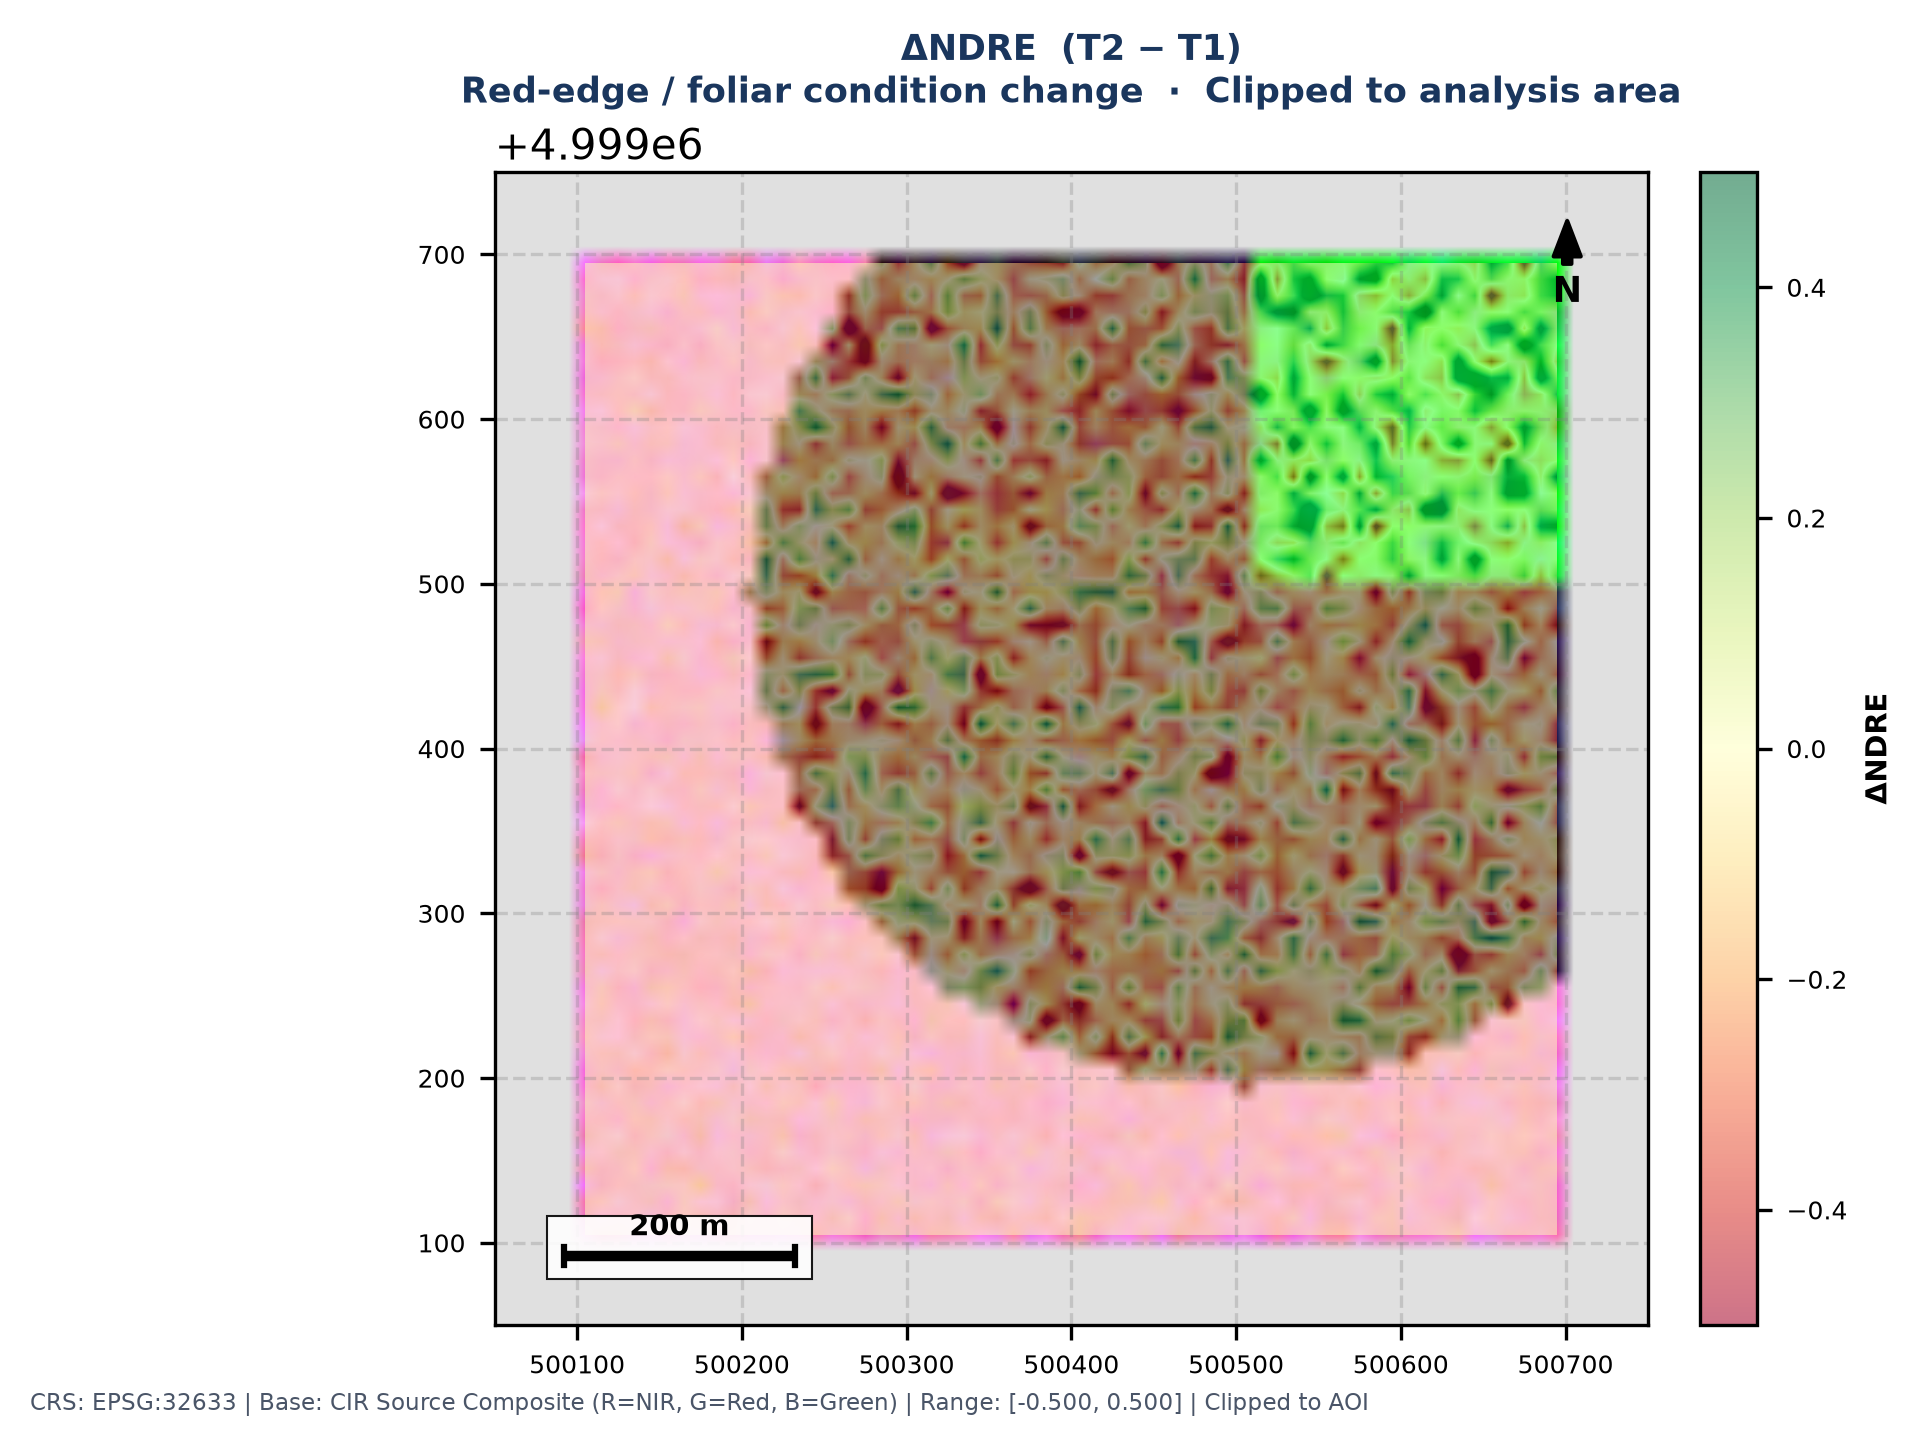 ΔNDRE  (T2 − T1)
Red-edge / foliar condition change  ·  Clipped to analysis area
+4.999e6
700
600
500
400
300
200
100
N
200 m
500100 500200 500300 500400 500500 500600 500700
0.4
0.2
0.0
−0.2
−0.4
ΔNDRE
CRS: EPSG:32633 | Base: CIR Source Composite (R=NIR, G=Red, B=Green) | Range: [-0.500, 0.500] | Clipped to AOI